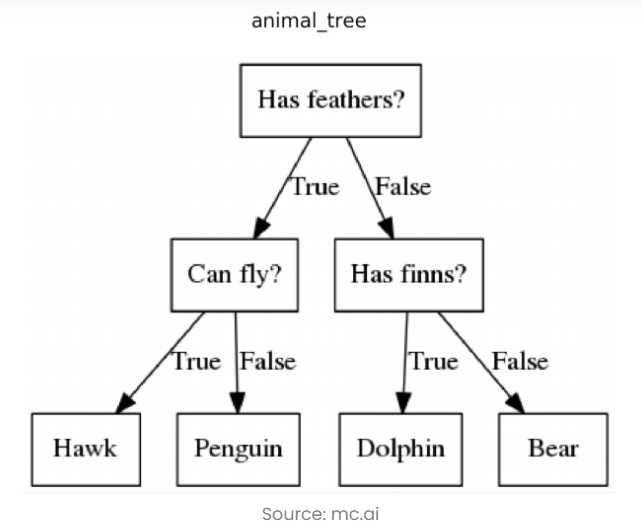 animal_tree
Has feathers?
True
False
Can fly?
Has finns?
True
False
True
False
Hawk
Penguin
Dolphin
Bear
Source: mc.ai